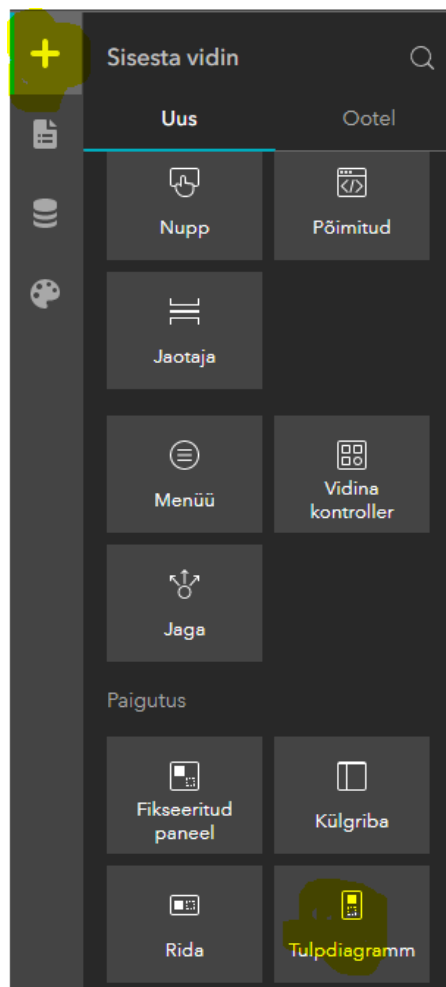 Sisesta vidin
Uus
Ootel
Nupp
Põimitud
Jaotaja
Menüü
Vidina
kontroller
Jaga
Paigutus
Fikseeritud
paneel
Külgriba
Rida
Tulpdiagramm